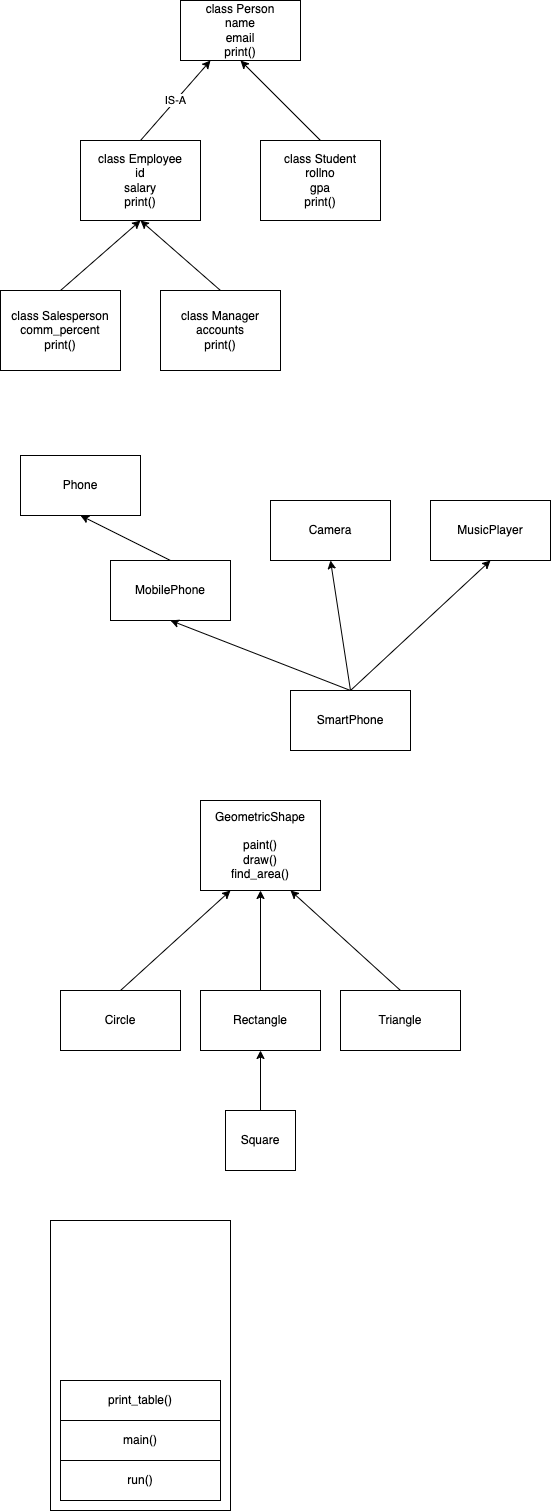 class Person
name
email
print()
IS-A
class Employee
id
salary
print()
class Student
rollno
gpa
print()
class Salesperson
comm_percent
print()
class Manager
accounts
print()
Phone
Camera
MusicPlayer
MobilePhone
SmartPhone
GeometricShape
paint()
draw()
find_area()
Circle
Rectangle
Triangle
Square
print_table()
main()
run()